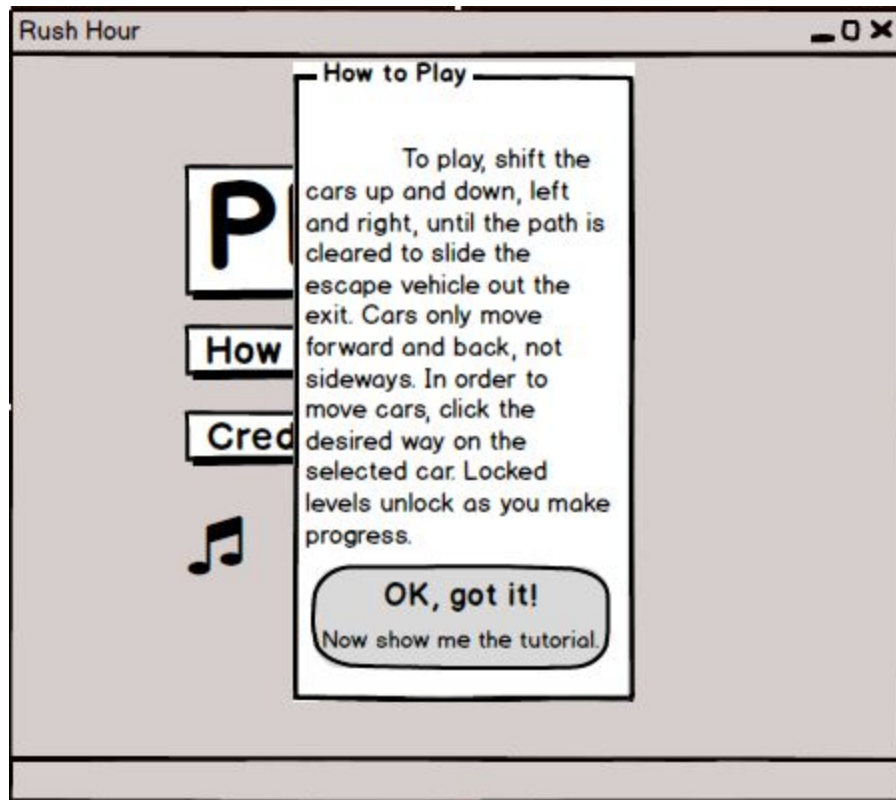 Rush Hour
How to Play
To play, shift the
cars up and down, left
and right, until the path is
cleared to slide the
escape vehicle out the
exit. Cars only move
forward and back, not
sideways. In order to
move cars, click the
desired way on the
selected car. Locked
levels unlock as you make
progress.
OK, got it!
Now show me the tutorial.
How